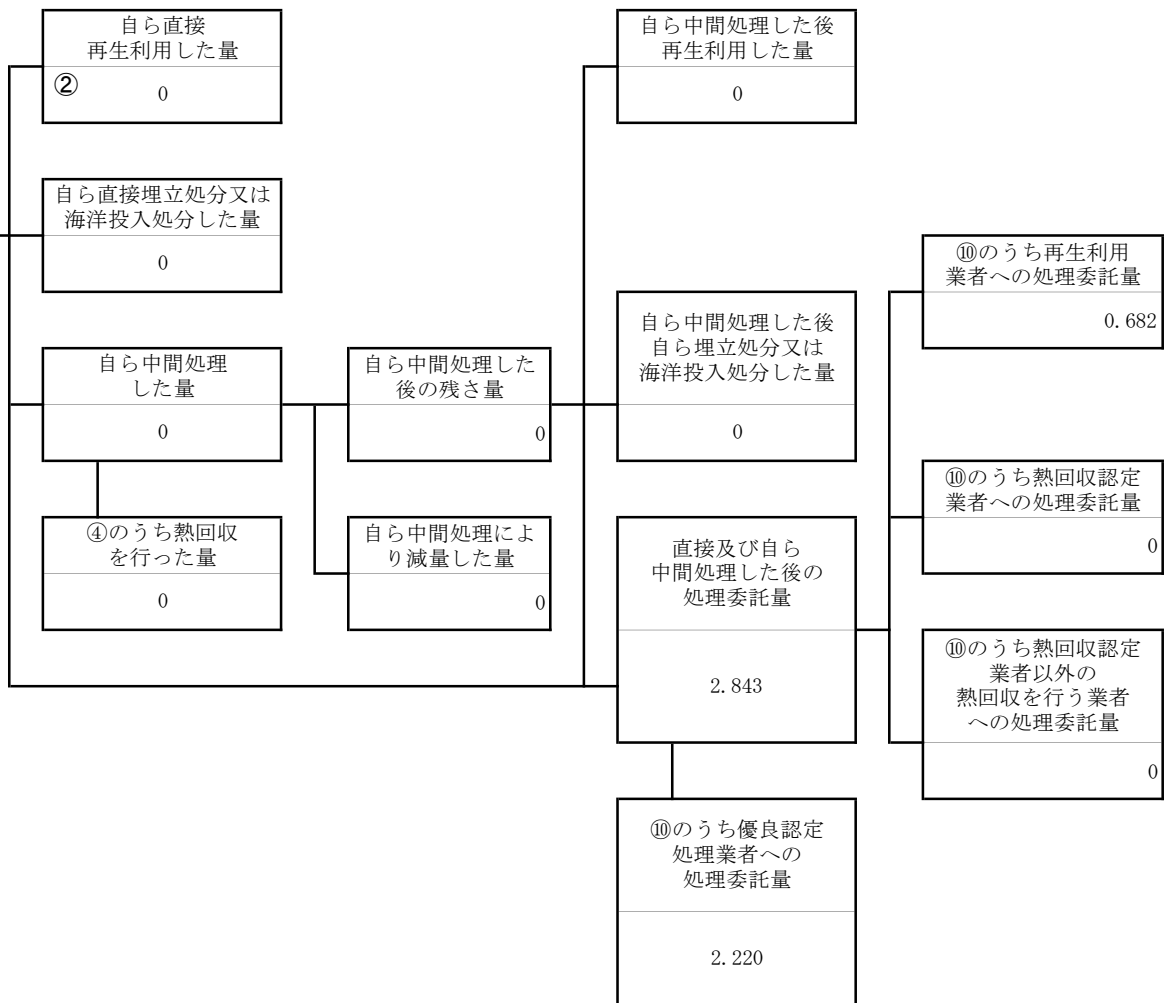 自ら直接
再生利用した量
②
0
自ら中間処理した後
再生利用した量
0
自ら直接埋立処分又は
海洋投入処分した量
0
⑩のうち再生利用
業者への処理委託量
0.682
自ら中間処理
した量
0
自ら中間処理した
後の残さ量
0
自ら中間処理した後
自ら埋立処分又は
海洋投入処分した量
0
⑩のうち熱回収認定
業者への処理委託量
0
④のうち熱回収
を行った量
0
自ら中間処理によ
り減量した量
0
直接及び自ら
中間処理した後の
処理委託量
2.843
⑩のうち熱回収認定
業者以外の
熱回収を行う業者
への処理委託量
0
⑩のうち優良認定
処理業者への
処理委託量
2.220